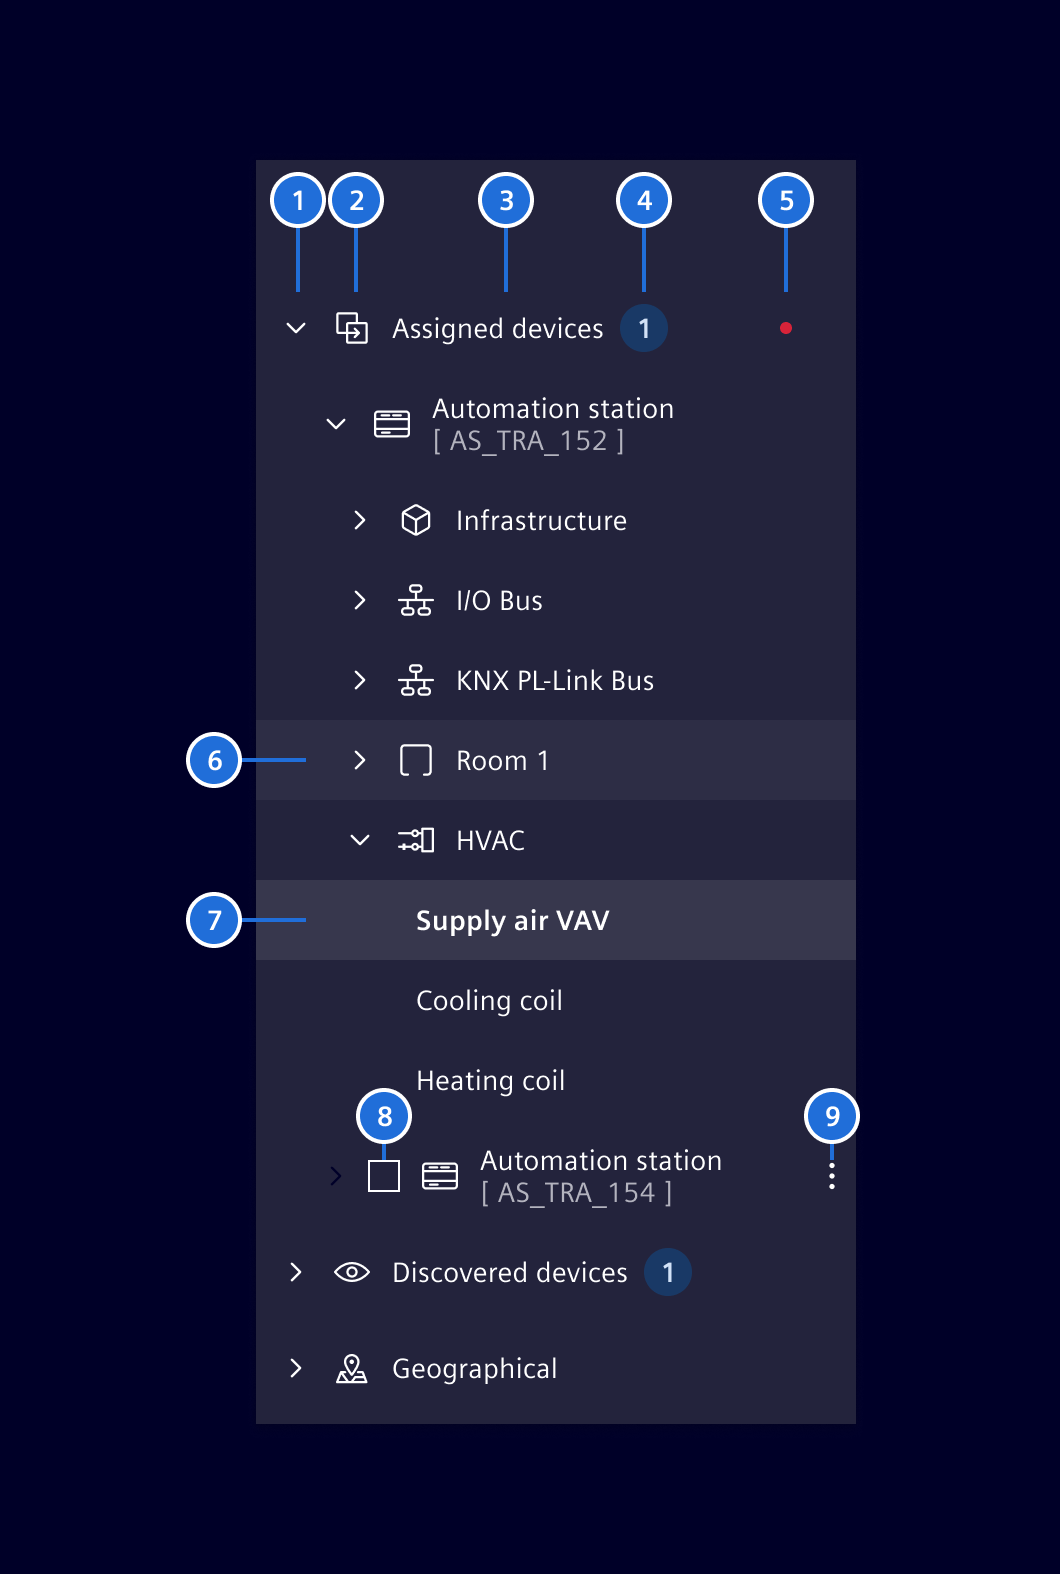 1 2 3 4 5
Assigned devices 1
Automation station
[ AS_TRA_152 ]
Infrastructure
I/O Bus
KNX PL-Link Bus
6 Room 1
HVAC
7 Supply air VAV
Cooling coil
Heating coil
8 9
Automation station
[ AS_TRA_154 ]
Discovered devices 1
Geographical